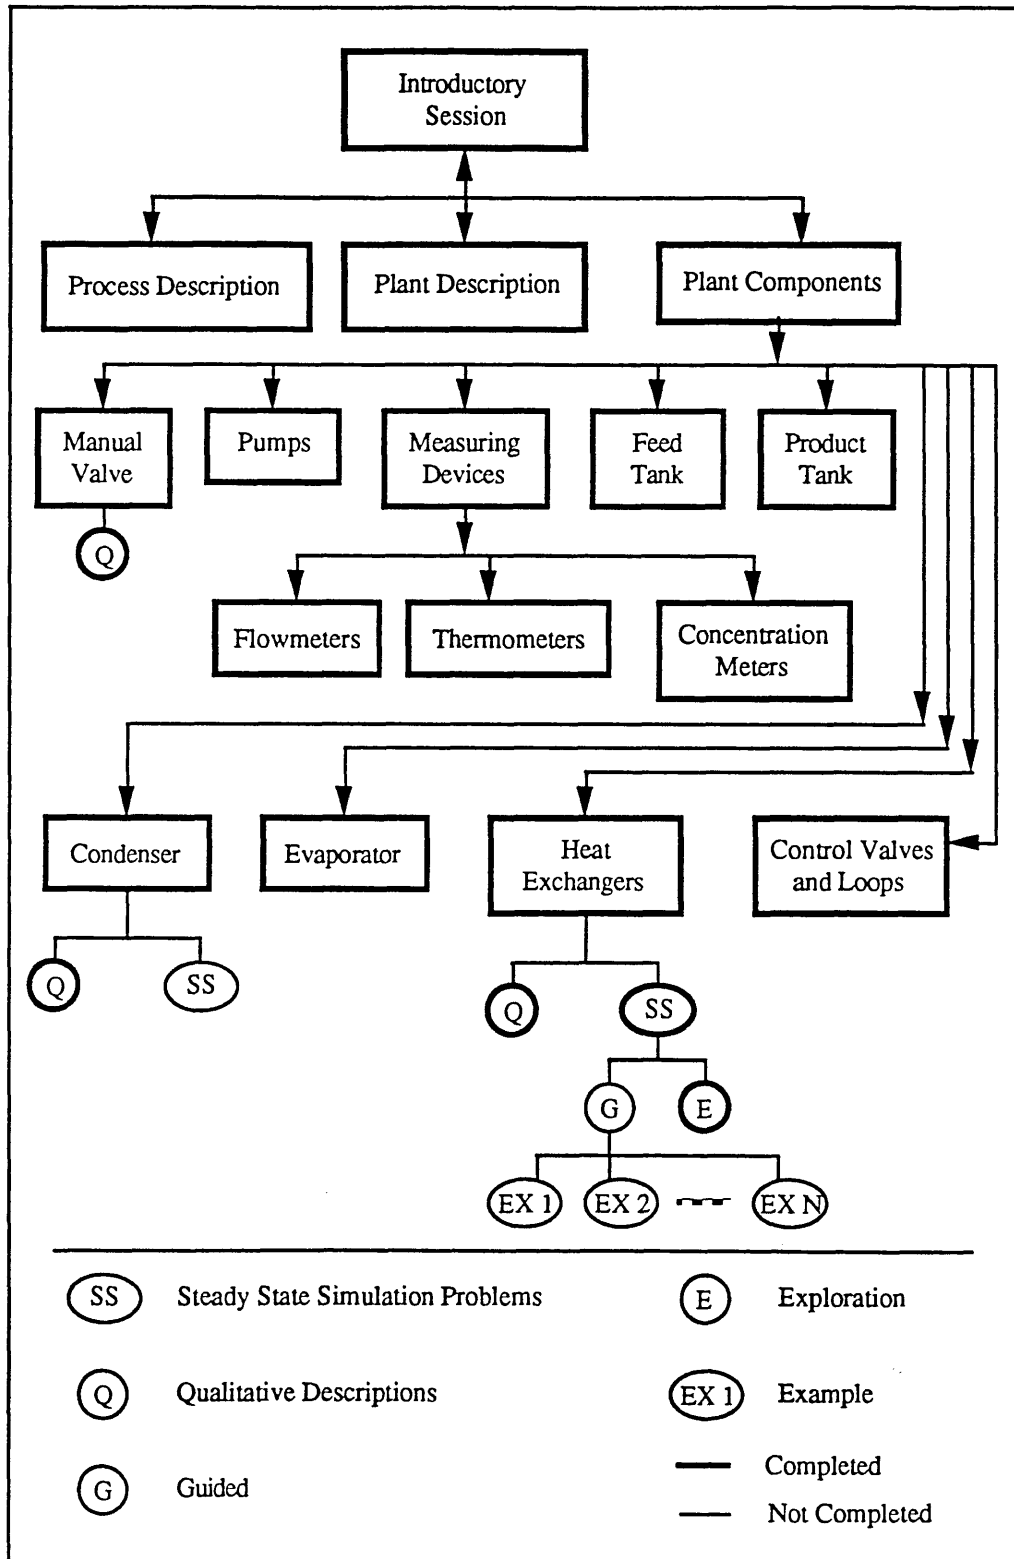 Introductory
Session
Process Description
Plant Description
Plant Components
Manual
Valve
Pumps
Measuring
Devices
Feed
Tank
Product
Tank
Q
Flowmeters
Thermometers
Concentration
Meters
Condenser
Evaporator
Heat
Exchangers
Control Valves
and Loops
Q
SS
Q
SS
G
E
EX 1
EX 2
EX N
SS Steady State Simulation Problems
E Exploration
Q Qualitative Descriptions
EX 1 Example
G Guided
Completed
Not Completed